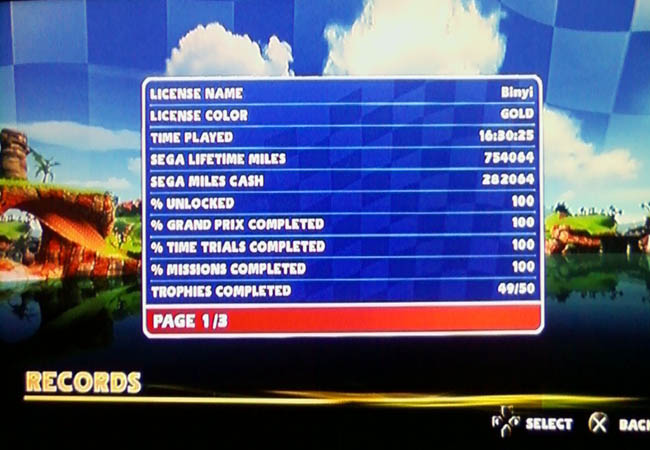 LICENSE NAME Binyi
LICENSE COLOR GOLD
TIME PLAYED 16:30:25
SEGA LIFETIME MILES 754064
SEGA MILES CASH 282064
% UNLOCKED 100
% GRAND PRIX COMPLETED 100
% TIME TRIALS COMPLETED 100
% MISSIONS COMPLETED 100
TROPHIES COMPLETED 49/50
PAGE 1/3
RECORDS
SELECT X BACK